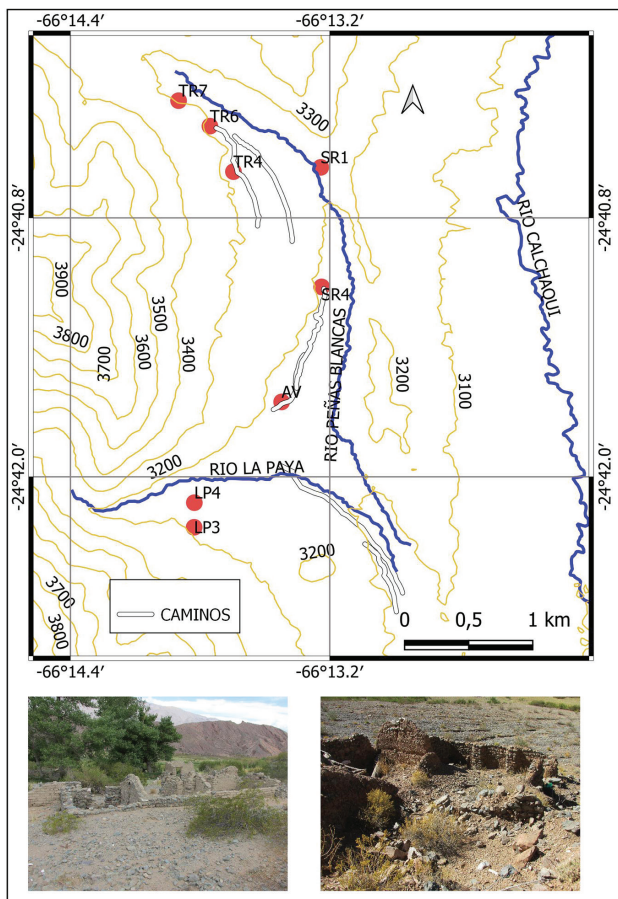 -66°14.4′ -66°13.2′
3300
TR7
TR6
TR4
SR1
-24°40.8′ -24°40.8′
RIO CALCHAQUI
3900
3800
3700
3600
3500
3400
SR4
RIO PEÑAS BLANCAS
3200
3100
AV
3200
RIO LA PAYA
-24°42.0′ -24°42.0′
LP4
LP3
3200
3700
3800
CAMINOS
0 0,5 1 km
-66°14.4′ -66°13.2′